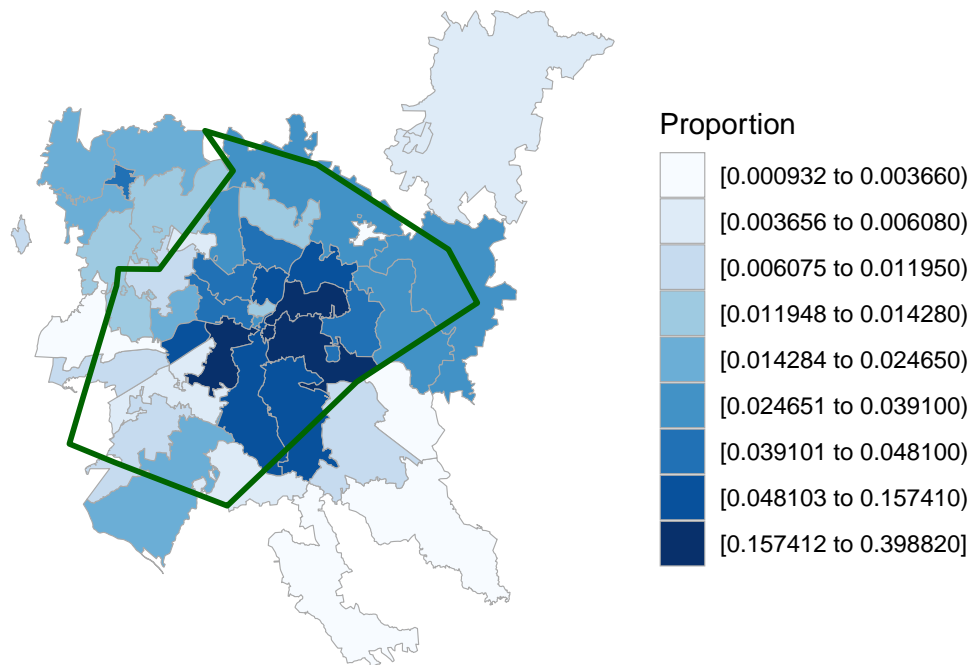 Proportion
[0.000932 to 0.003660)
[0.003656 to 0.006080)
[0.006075 to 0.011950)
[0.011948 to 0.014280)
[0.014284 to 0.024650)
[0.024651 to 0.039100)
[0.039101 to 0.048100)
[0.048103 to 0.157410)
[0.157412 to 0.398820]